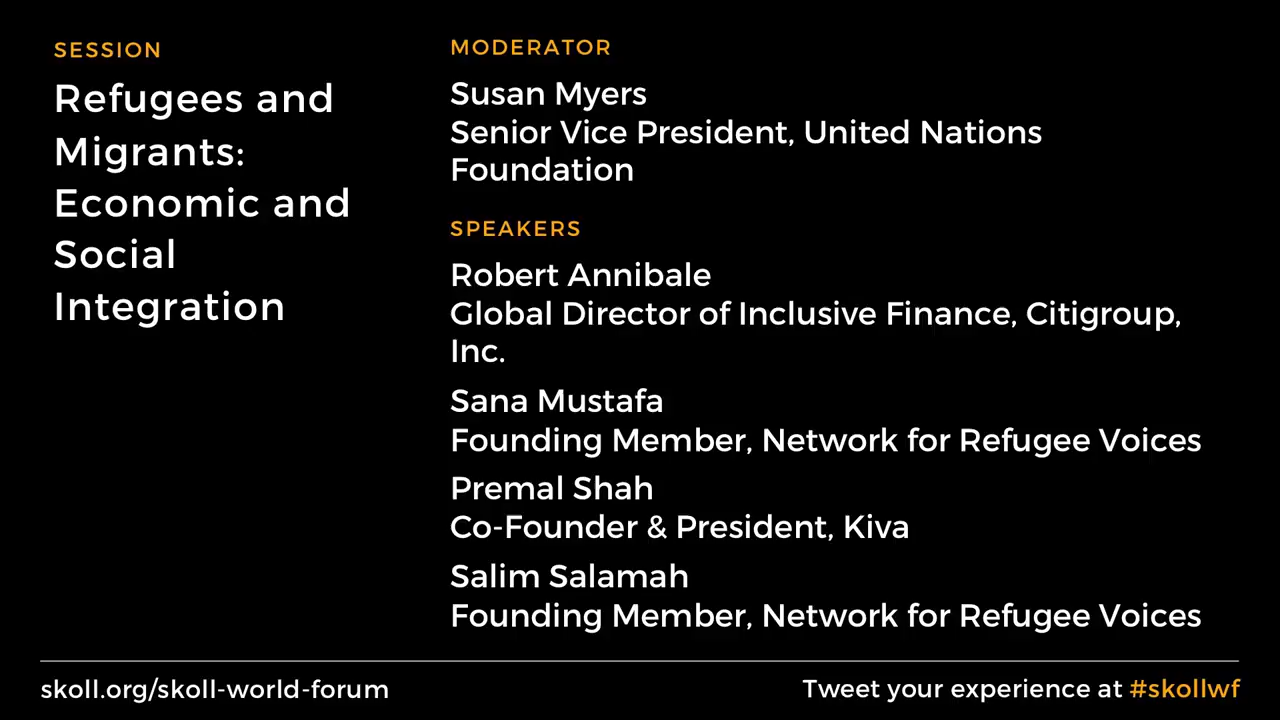 SESSION
Refugees and
Migrants:
Economic and
Social
Integration
MODERATOR
Susan Myers
Senior Vice President, United Nations
Foundation
SPEAKERS
Robert Annibale
Global Director of Inclusive Finance, Citigroup,
Inc.
Sana Mustafa
Founding Member, Network for Refugee Voices
Premal Shah
Co-Founder & President, Kiva
Salim Salamah
Founding Member, Network for Refugee Voices
skoll.org/skoll-world-forum
Tweet your experience at #skollwf